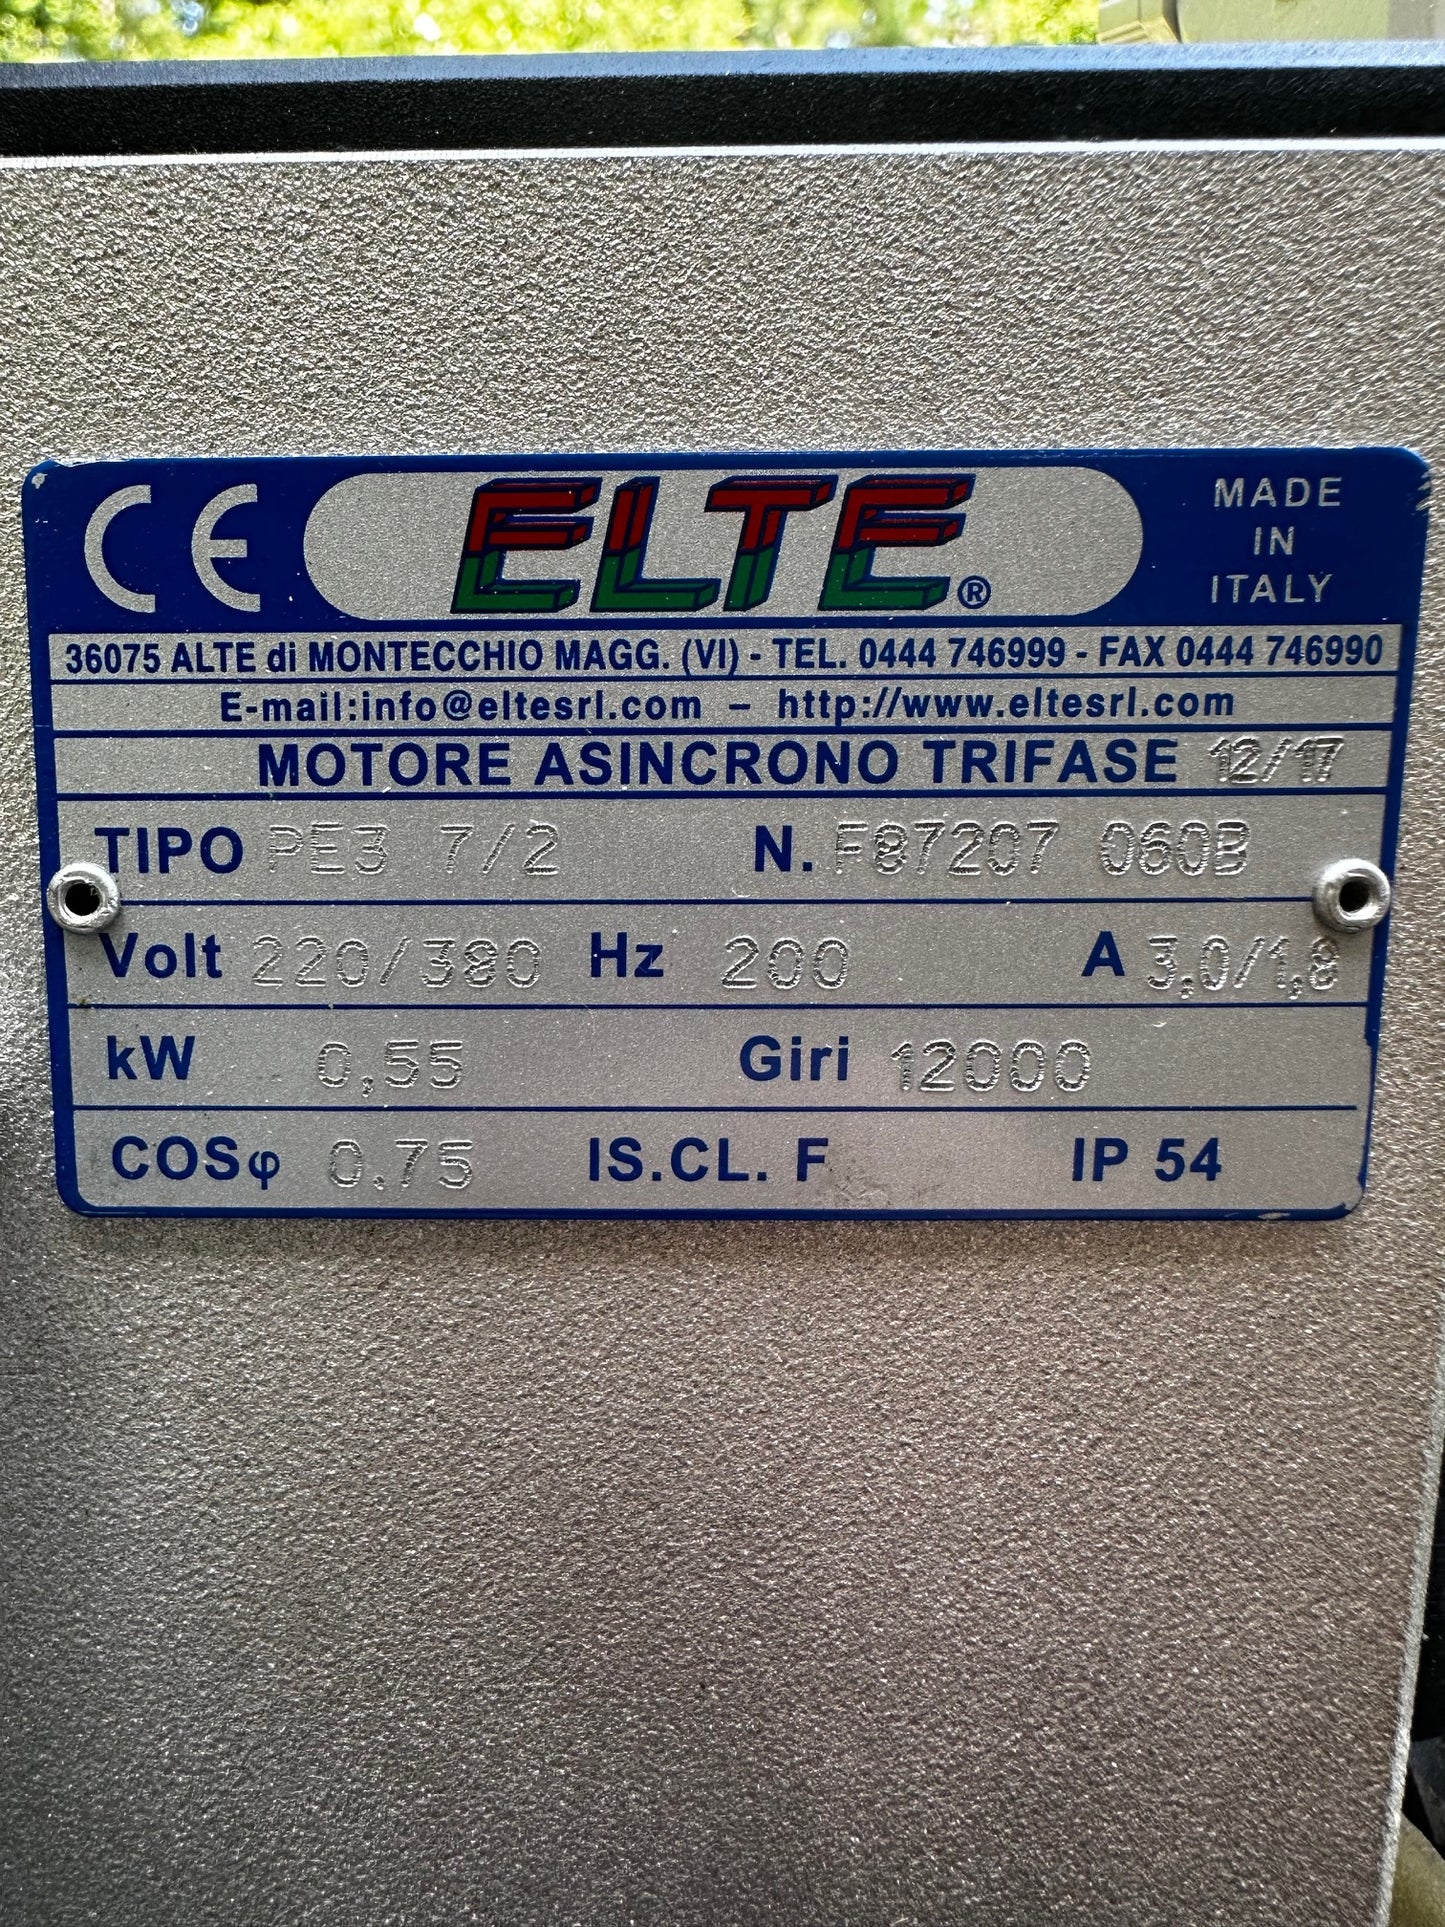 CE ELTE® MADE IN ITALY
36075 ALTE di MONTECCHIO MAGG. (VI) - TEL. 0444 746999 - FAX 0444 746990
E-mail:info@eltesrl.com – http://www.eltesrl.com
MOTORE ASINCRONO TRIFASE 12/17
TIPO PE3 7/2 N. F87207 060B
Volt 220/380 Hz 200 A 3,0/1,8
kW 0,55 Giri 12000
COSφ 0.75 IS.CL. F IP 54